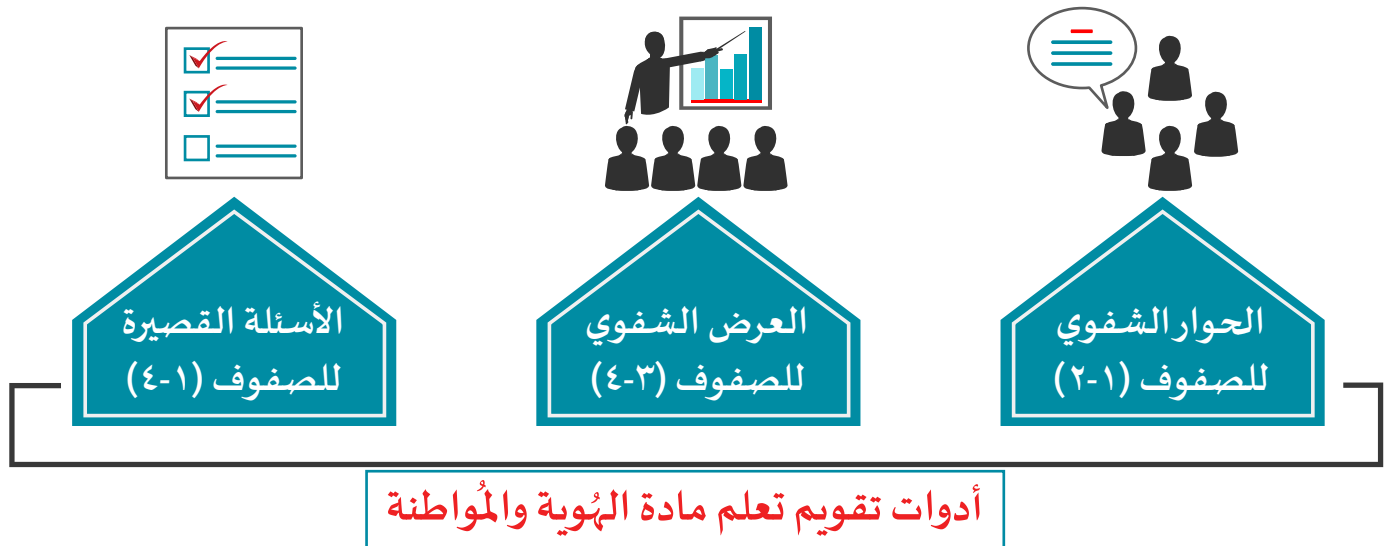 الحوار الشفوي
للصفوف (١-٢)
العرض الشفوي
للصفوف (٣-٤)
الأسئلة القصيرة
للصفوف (١-٤)
أدوات تقويم تعلم مادة الهُوية والمُواطنة